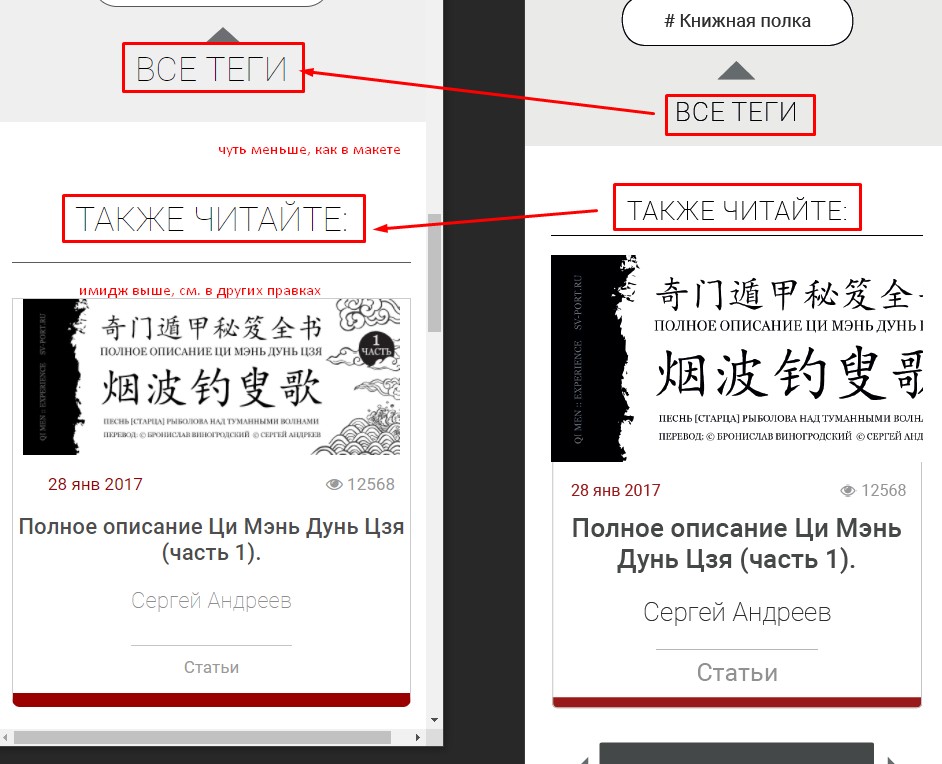 ВСЕ ТЕГИ
чуть меньше, как в макете
ТАКЖЕ ЧИТАЙТЕ:
имидж выше, см. в других правках
QI MEN :: EXPERIENCE SV-PORT.RU
奇门遁甲秘笈全书
ПОЛНОЕ ОПИСАНИЕ ЦИ МЭНЬ ДУНЬ ЦЗЯ
1
ЧАСТЬ
烟波钓叟歌
ПЕСНЬ [СТАРЦА] РЫБОЛОВА НАД ТУМАННЫМИ ВОЛНАМИ
ПЕРЕВОД: © БРОНИСЛАВ ВИНОГРОДСКИЙ © СЕРГЕЙ АНДРЕЕВ
28 янв 2017
12568
Полное описание Ци Мэнь Дунь Цзя
(часть 1).
Сергей Андреев
Статьи
# Книжная полка
ВСЕ ТЕГИ
ТАКЖЕ ЧИТАЙТЕ:
QI MEN :: EXPERIENCE SV-PORT.RU
奇门遁甲秘笈全
ПОЛНОЕ ОПИСАНИЕ ЦИ МЭНЬ ДУНЬ
烟波钓叟歌
ПЕСНЬ [СТАРЦА] РЫБОЛОВА НАД ТУМАННЫМИ ВОЛН
ПЕРЕВОД: © БРОНИСЛАВ ВИНОГРОДСКИЙ © СЕРГЕЙ АНД
28 янв 2017
12568
Полное описание Ци Мэнь
Дунь Цзя (часть 1).
Сергей Андреев
Статьи